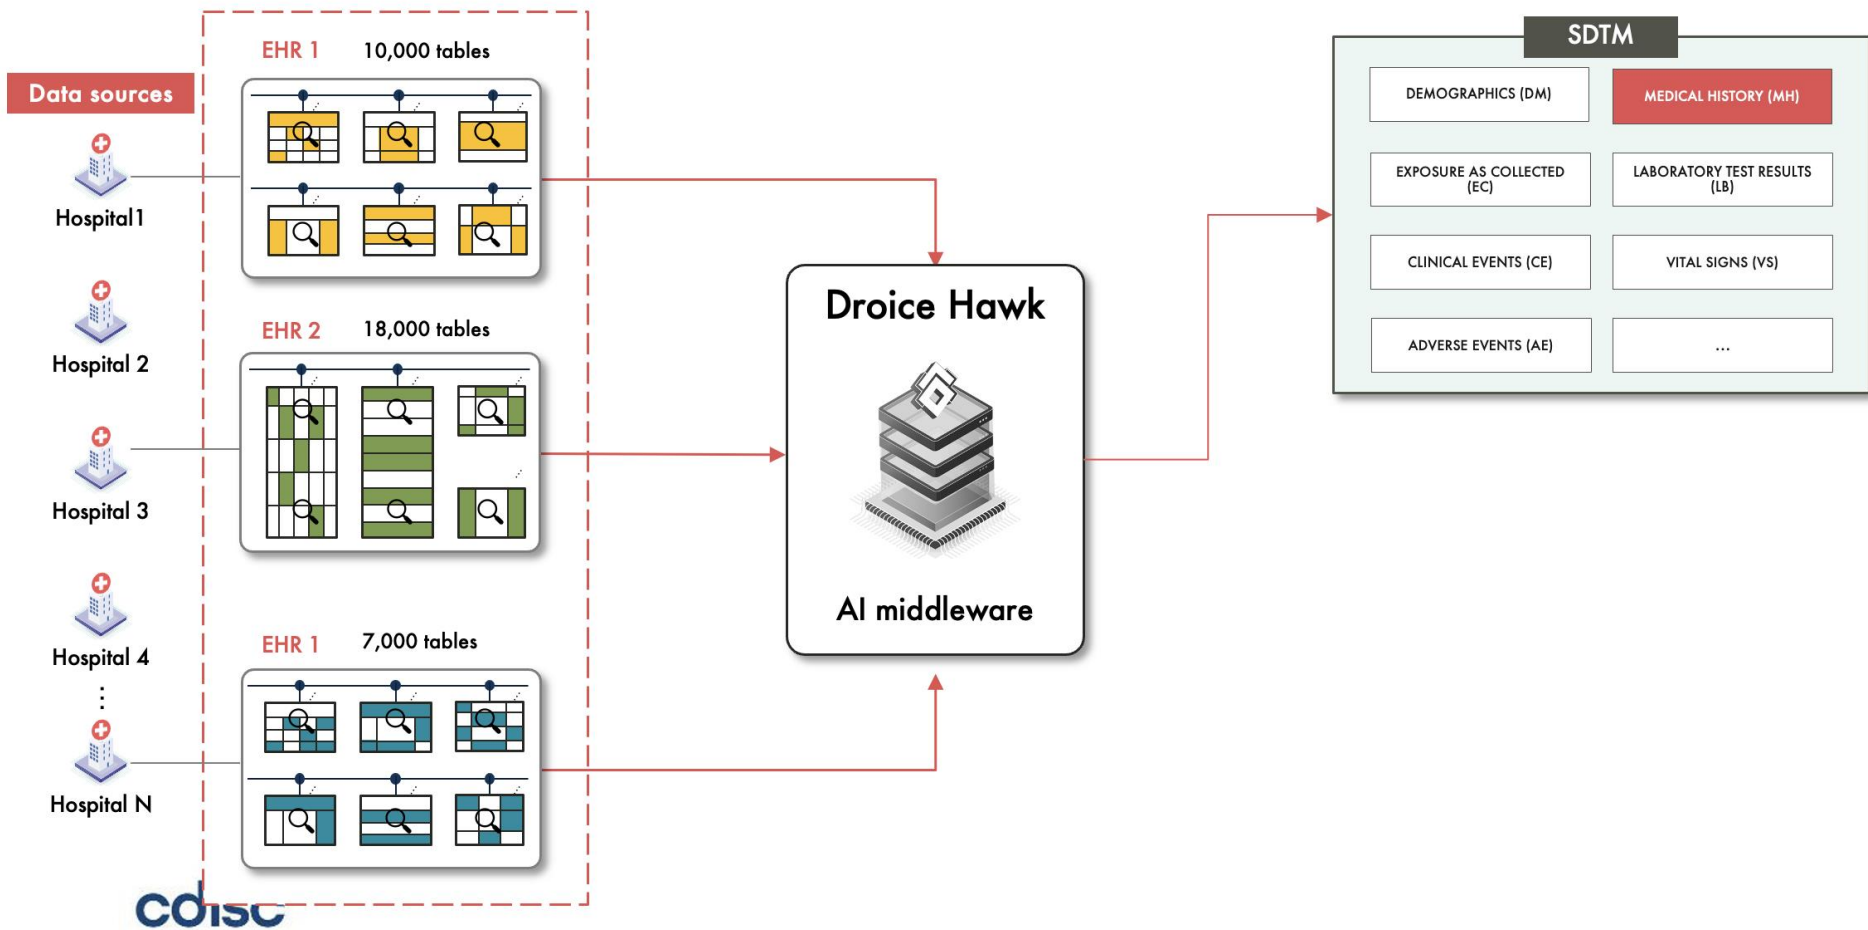 Data sources
Hospital1
Hospital 2
Hospital 3
Hospital 4
Hospital N
EHR 1 10,000 tables
EHR 2 18,000 tables
EHR 1 7,000 tables
Droice Hawk
AI middleware
SDTM
DEMOGRAPHICS (DM)
MEDICAL HISTORY (MH)
EXPOSURE AS COLLECTED
(EC)
LABORATORY TEST RESULTS
(LB)
CLINICAL EVENTS (CE)
VITAL SIGNS (VS)
ADVERSE EVENTS (AE)
...
cdisc